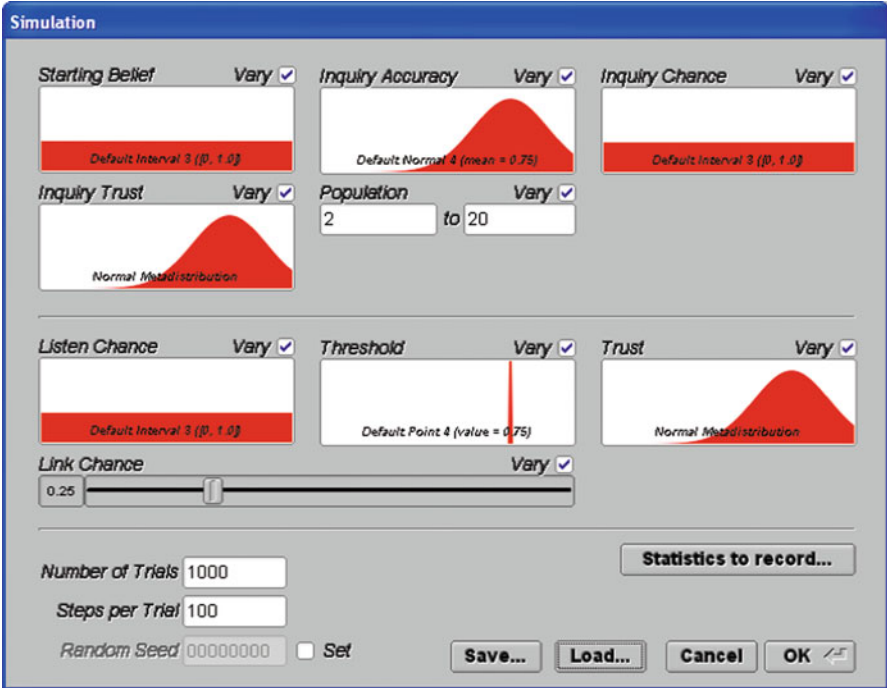 Simulation
Starting Belief Vary Inquiry Accuracy Vary Inquiry Chance Vary
Default Interval 3 ([0, 1.0]) Default Normal 4 (mean = 0.75) Default Interval 3 ([0, 1.0])
Inquiry Trust Vary Population Vary
2 to 20
Normal Metadistribution
Listen Chance Vary Threshold Vary Trust Vary
Default Interval 3 ([0, 1.0]) Default Point 4 (value = 0.75) Normal Metadistribution
Link Chance Vary
0.25
Statistics to record...
Number of Trials 1000
Steps per Trial 100
Random Seed 00000000 Set
Save... Load... Cancel OK